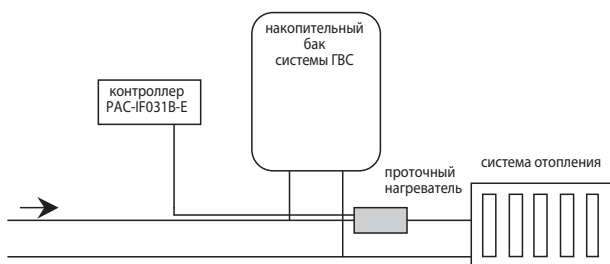 накопительный
бак
системы ГВС
контроллер
PAC-IF031B-E
проточный
нагреватель
система отопления